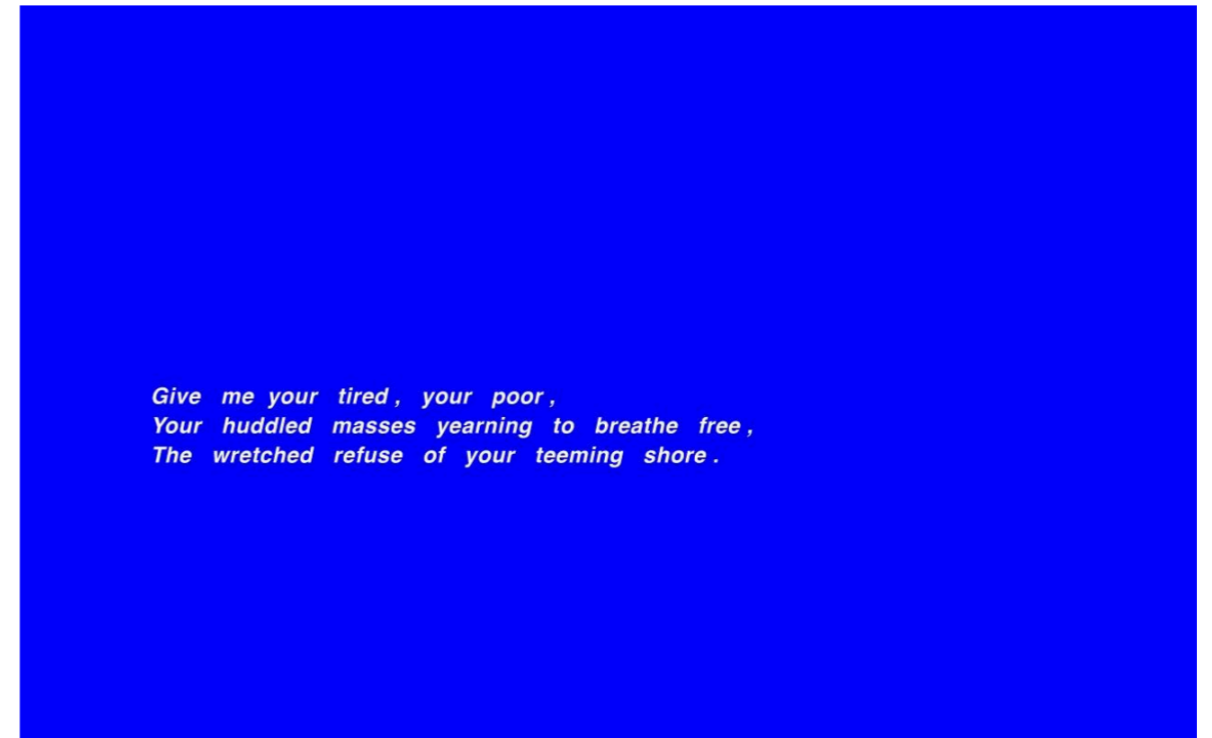 Give me your tired, your poor,
Your huddled masses yearning to breathe free,
The wretched refuse of your teeming shore.